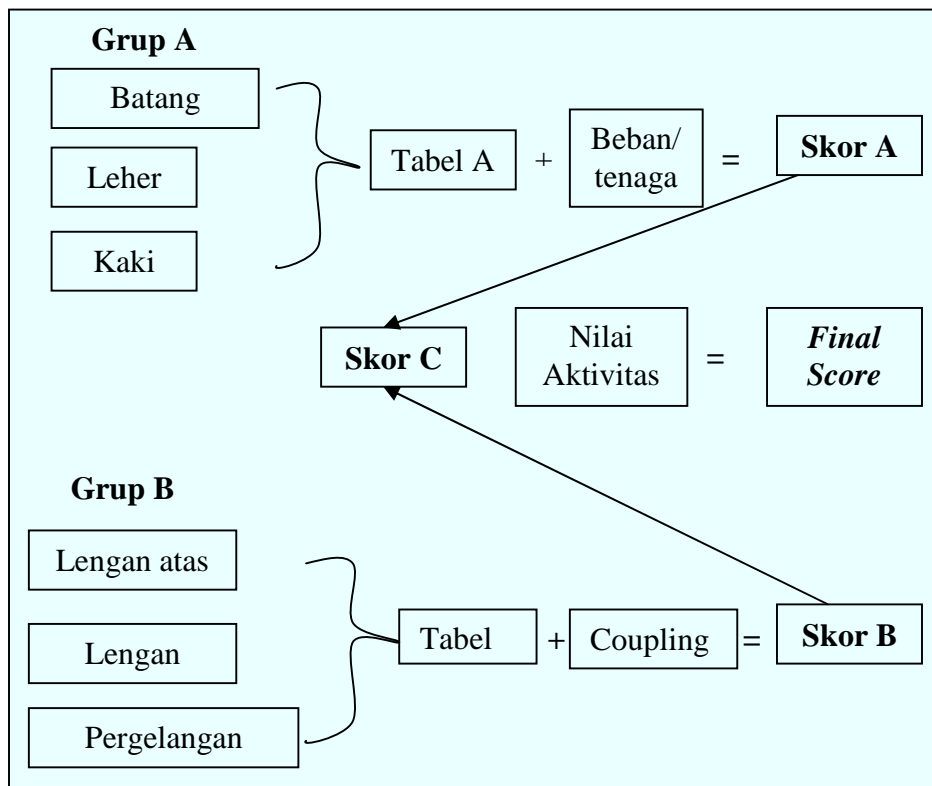 Grup A
Batang
Leher
Kaki
Tabel A
+
Beban/
tenaga
=
Skor A
Skor C
Nilai
Aktivitas
=
Final
Score
Grup B
Lengan atas
Lengan
Pergelangan
Tabel
+
Coupling
=
Skor B